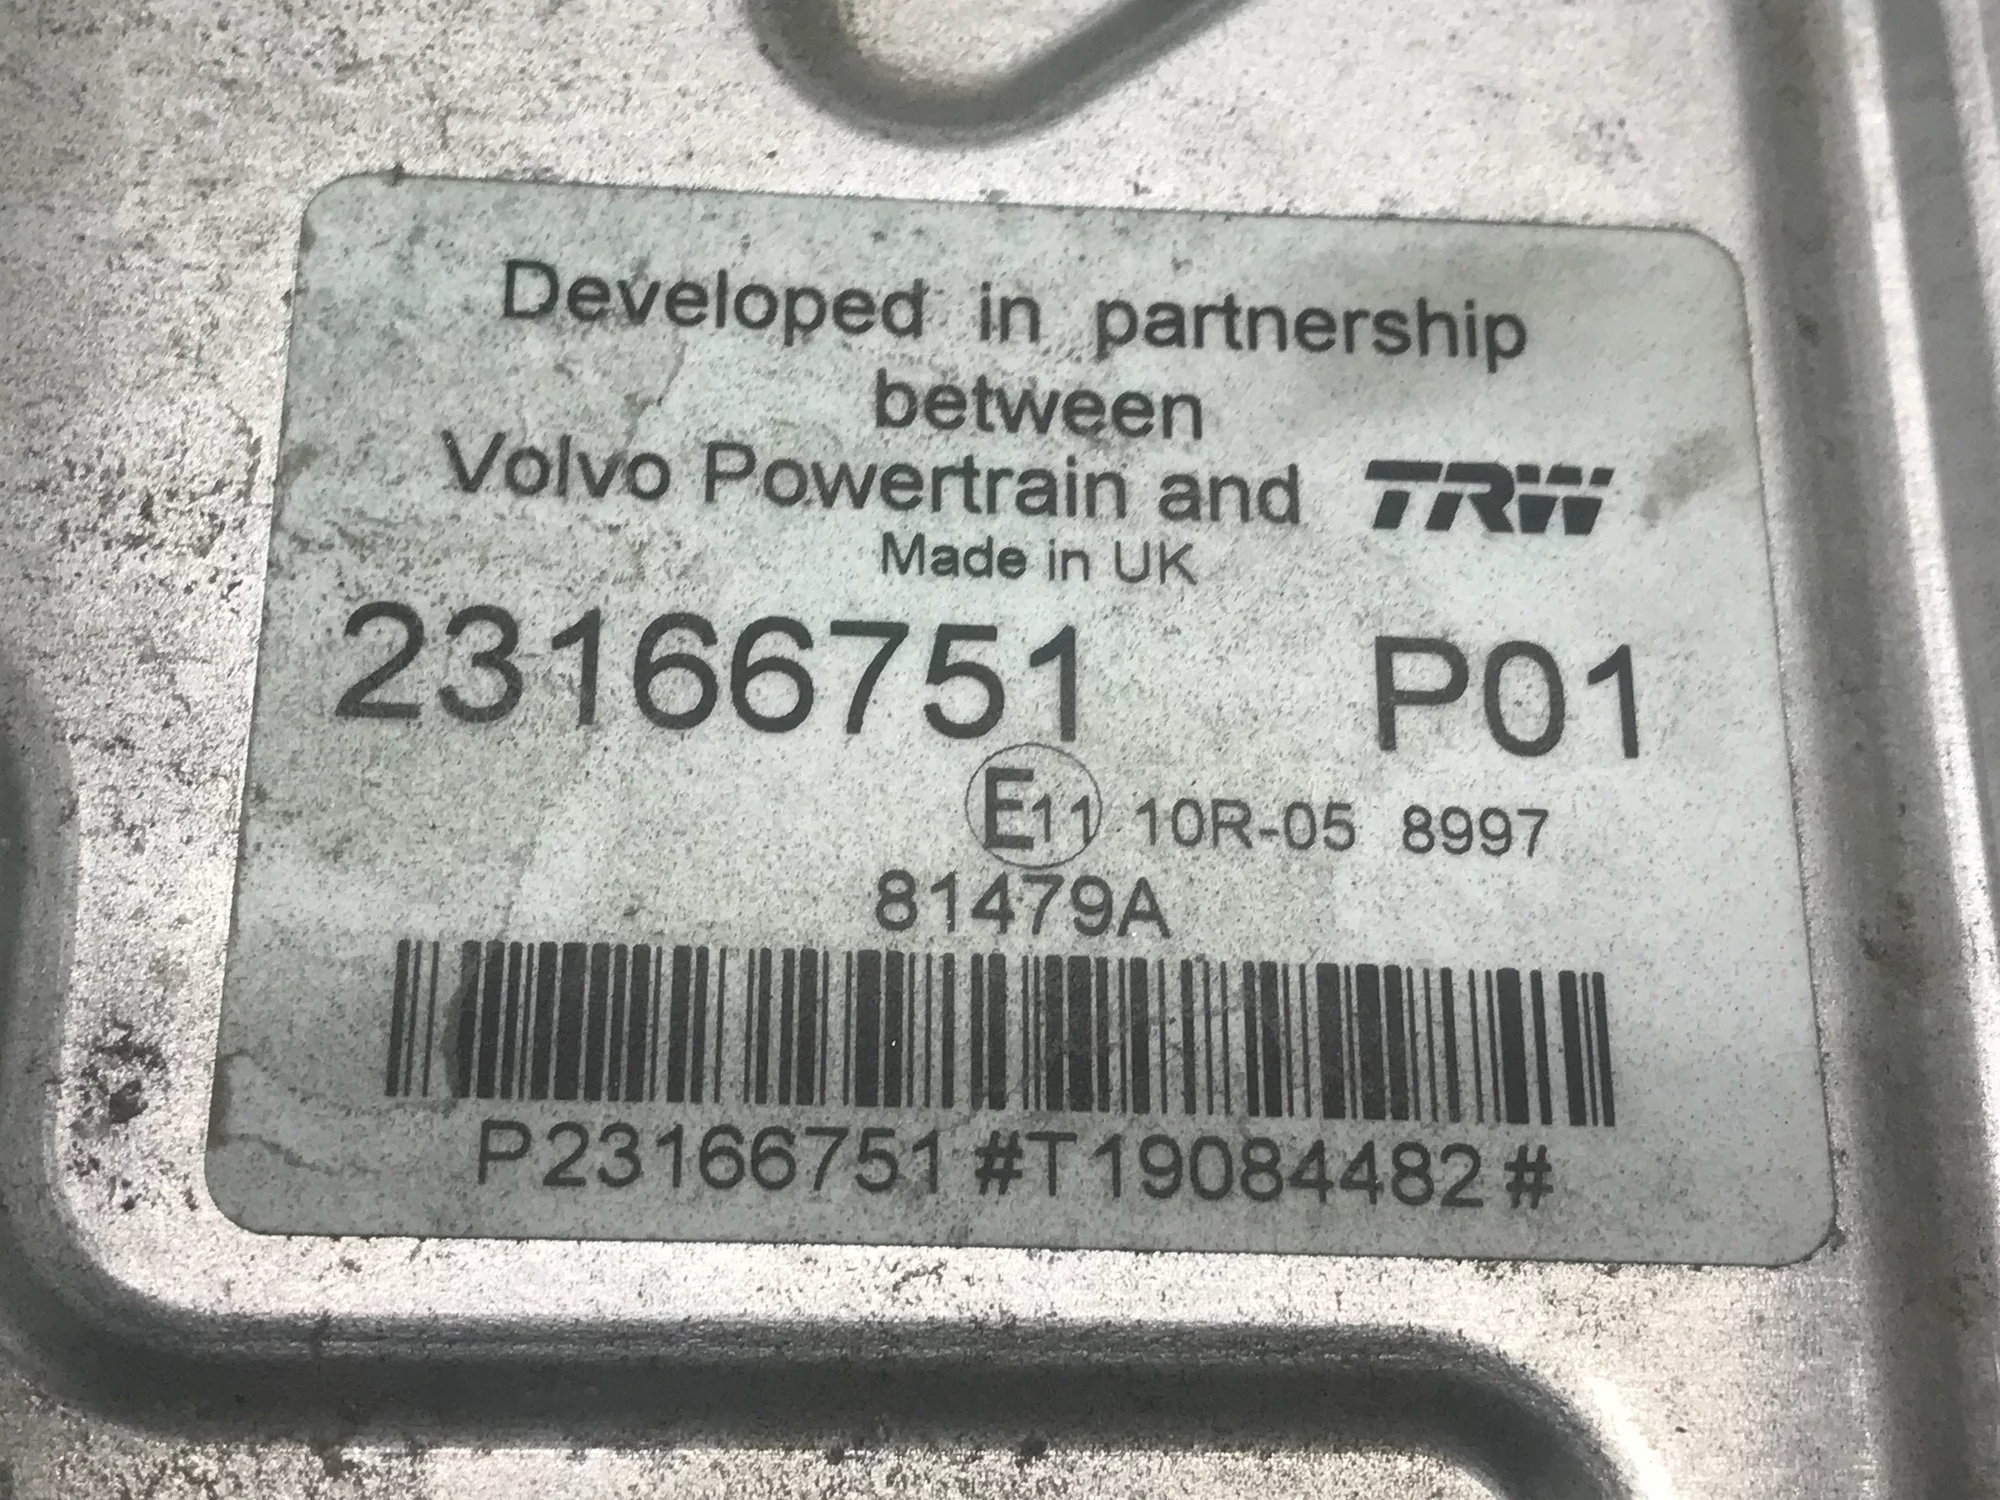 Developed in partnership
between
Volvo Powertrain and TRW
Made in UK
23166751 P01
E11 10R-05 8997
81479A
P23166751#T19084482#